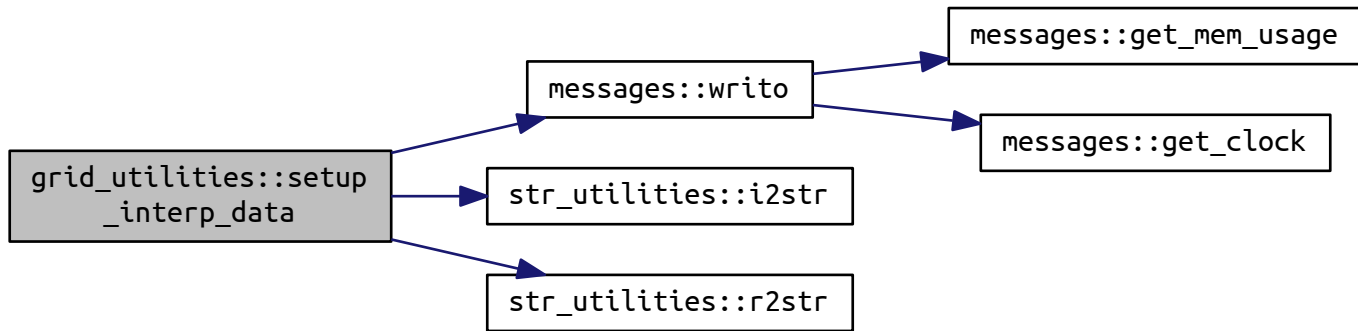 grid_utilities::setup
_interp_data
messages::writo
messages::get_mem_usage
messages::get_clock
str_utilities::i2str
str_utilities::r2str